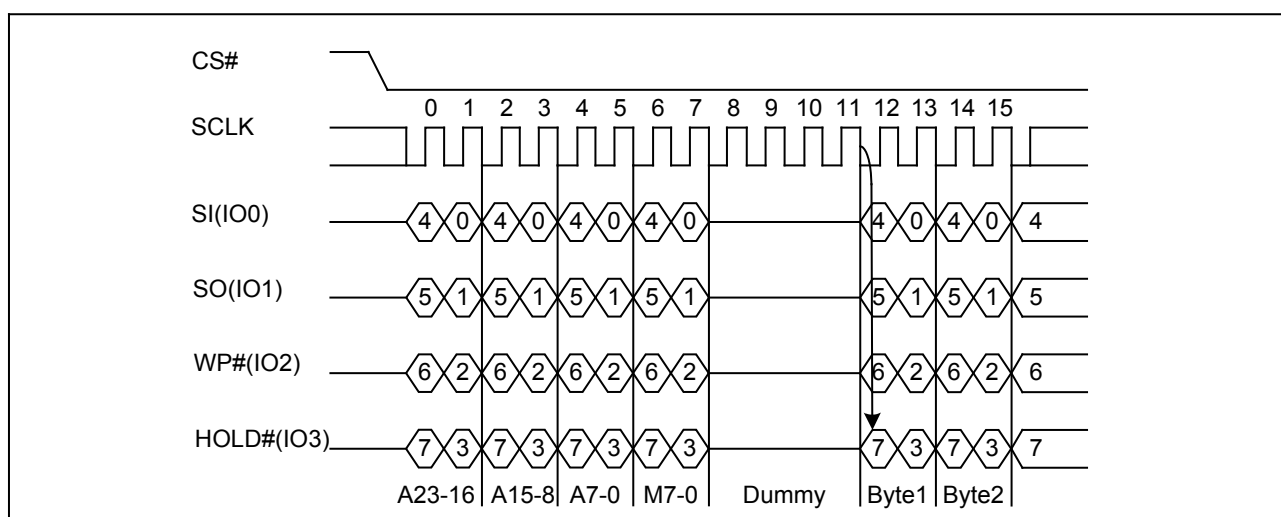 CS#
0 1 2 3 4 5 6 7 8 9 10 11 12 13 14 15
SCLK
SI(IO0) 4 0 4 0 4 0 4 0 4 0 4 0 4
SO(IO1) 5 1 5 1 5 1 5 1 5 1 5 1 5
WP#(IO2) 6 2 6 2 6 2 6 2 6 2 6 2 6
HOLD#(IO3) 7 3 7 3 7 3 7 3 7 3 7 3 7
A23-16 A15-8 A7-0 M7-0 Dummy Byte1 Byte2